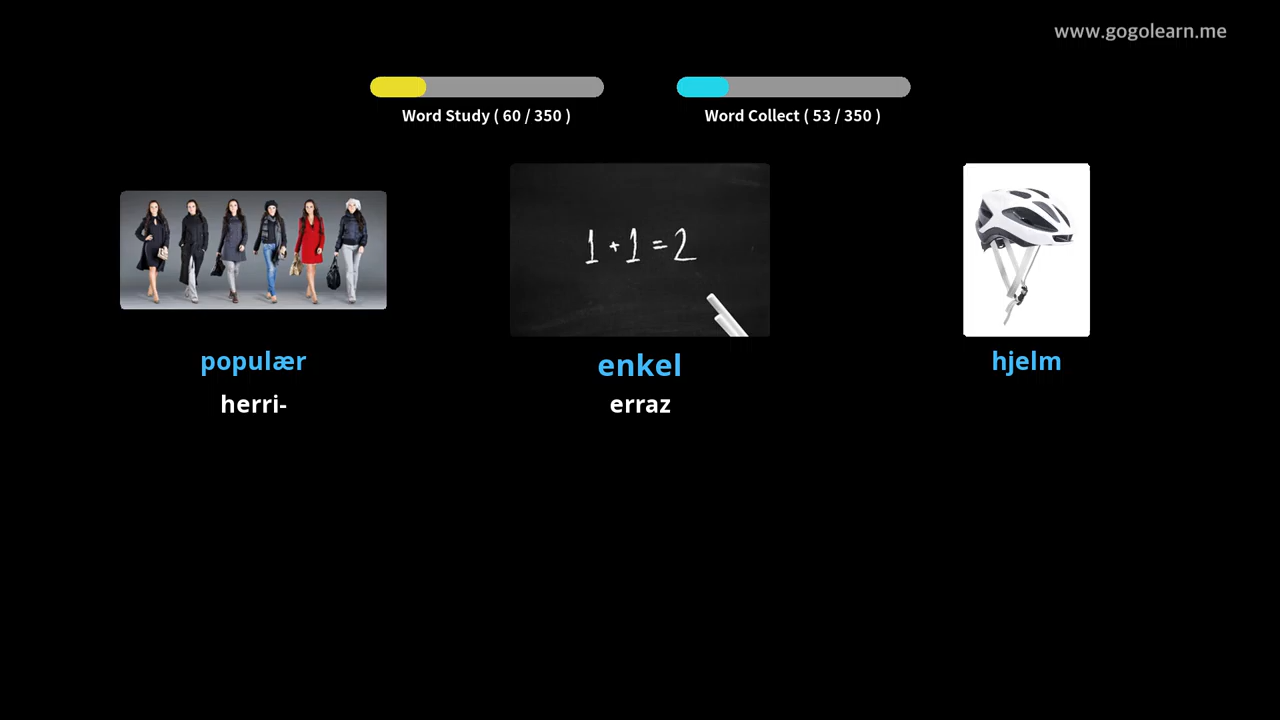 www.gogolearn.me
Word Study ( 60 / 350 )
Word Collect ( 53 / 350 )
1+1=2
populær
enkel
hjelm
herri-
erraz